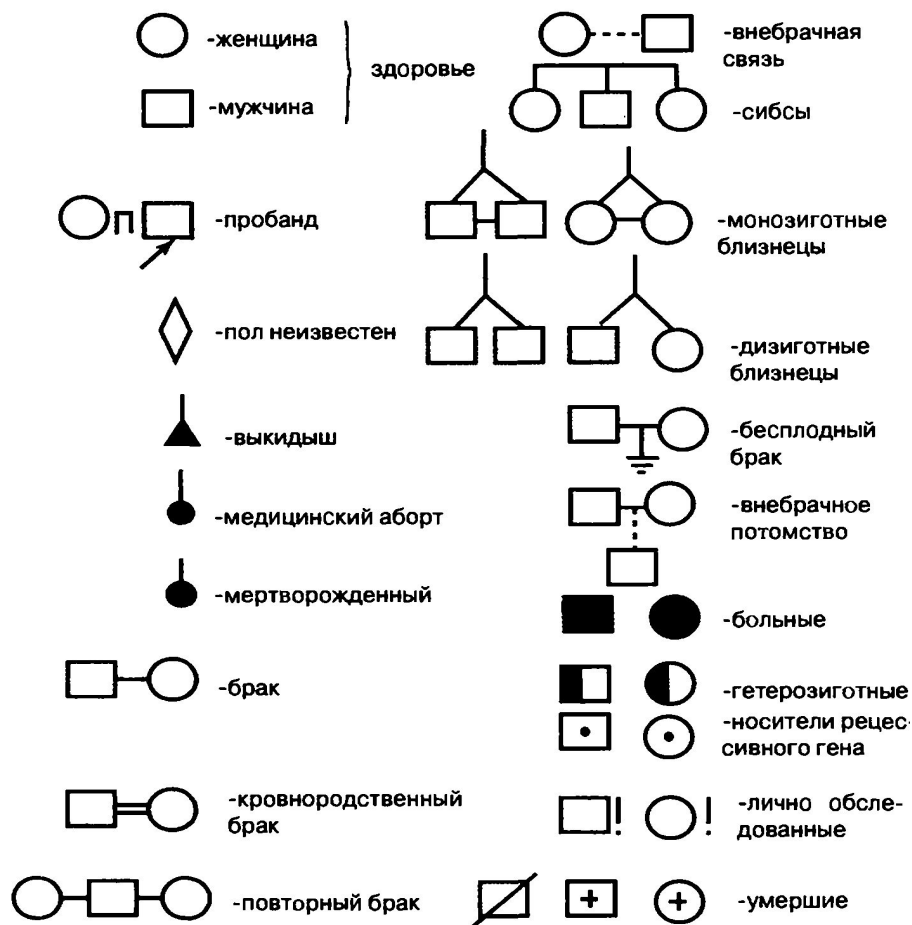 -женщина
здоровье
-мужчина
П
-пробанд
-пол неизвестен
-выкидыш
-медицинский аборт
-мертворожденный
-брак
-кровнородственный
брак
-повторный брак
-внебрачная
связь
-сибсы
-монозиготные
близнецы
-дизиготные
близнецы
-бесплодный
брак
-внебрачное
потомство
-больные
-гетерозиготные
-носители рецес-
сивного гена
! ! -лично обсле-
дованные
+ + -умершие